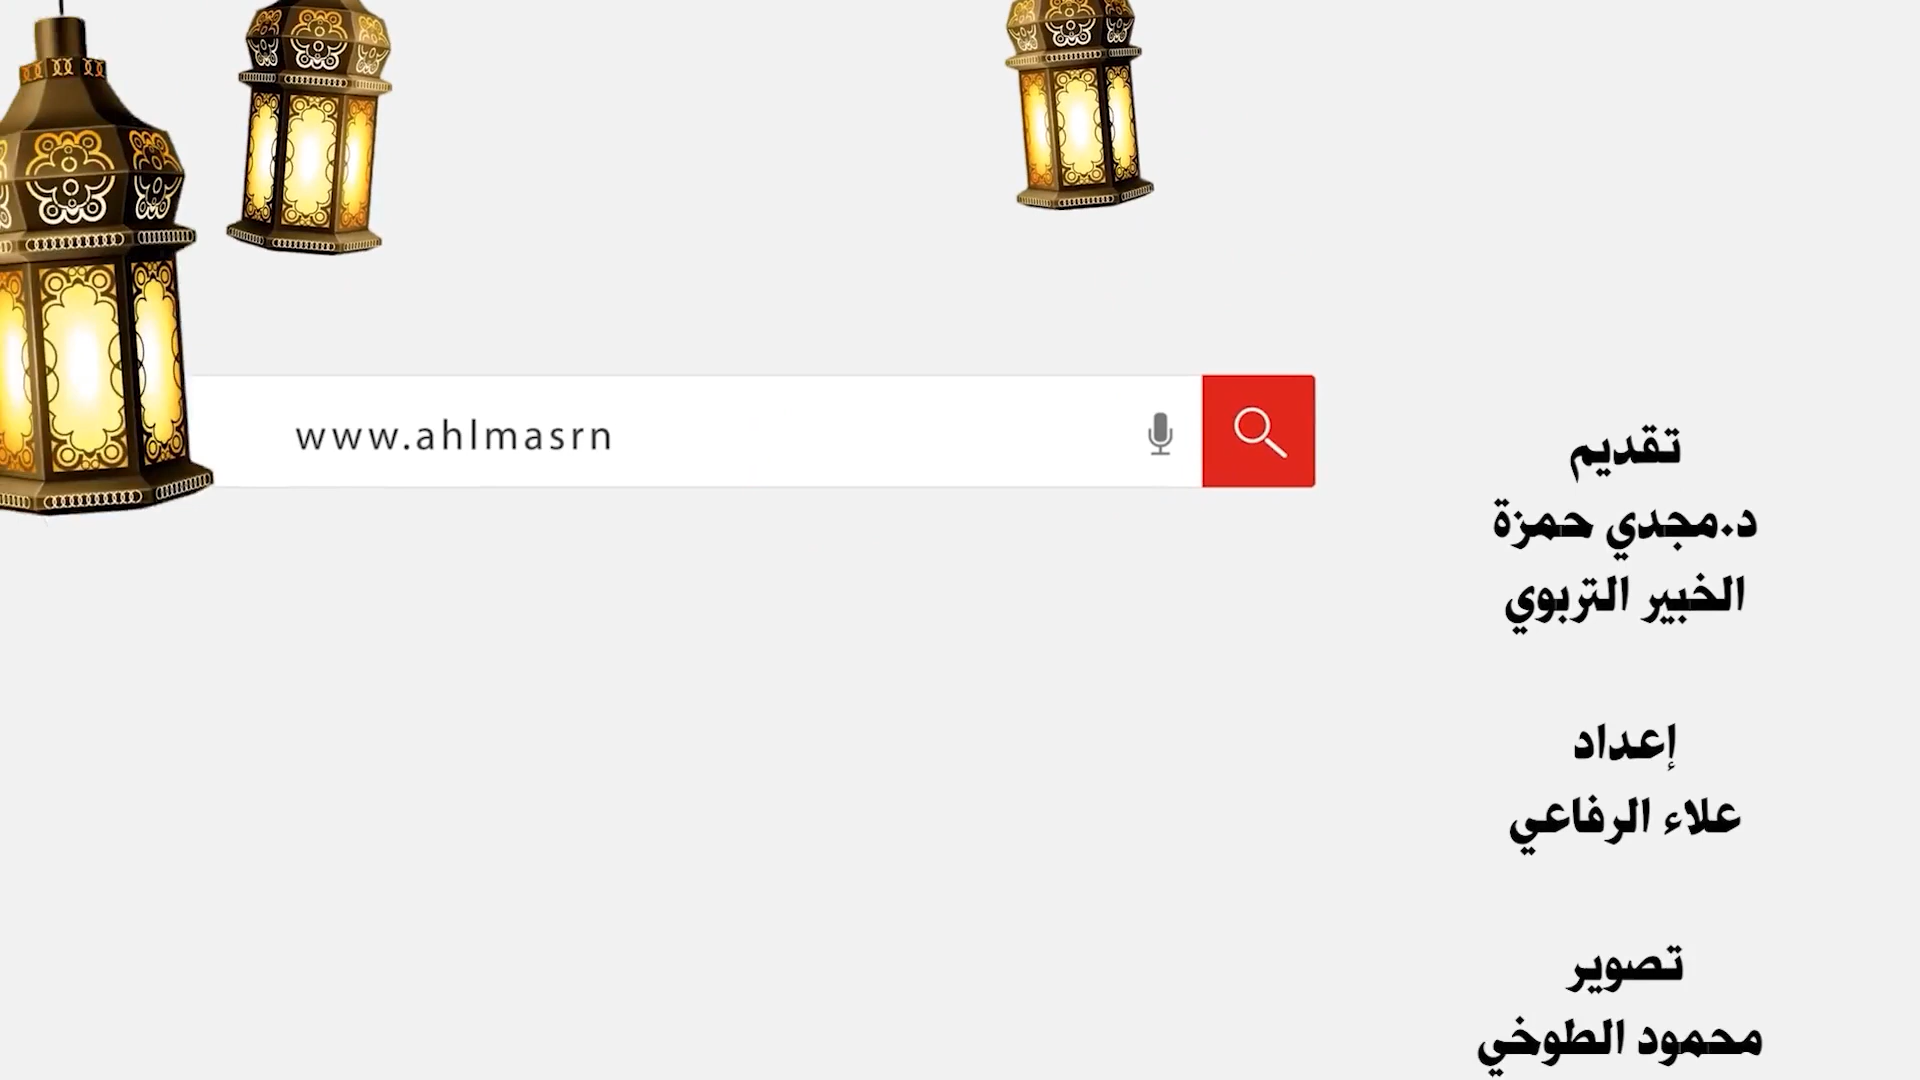 www.ahlmasrn
تقديم
د.مجدي حمزة
الخبير التربوي
إعداد
علاء الرفاعي
تصوير
محمود الطوخي